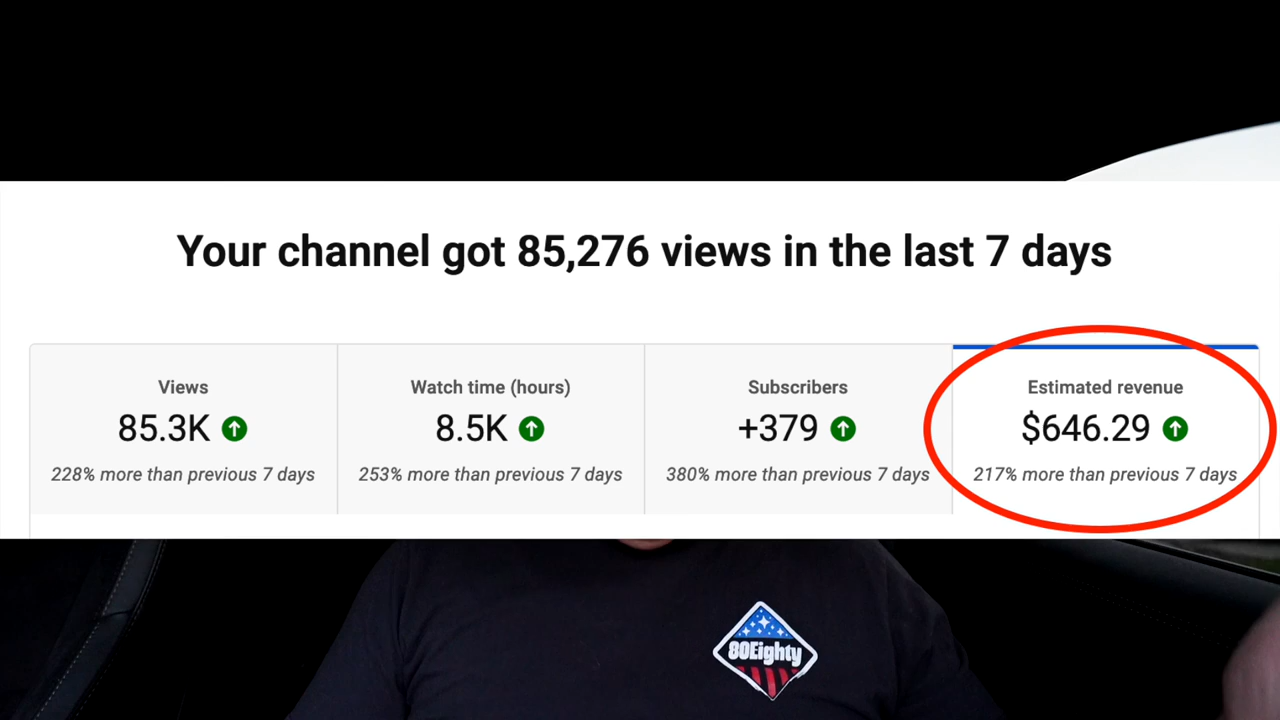 Your channel got 85,276 views in the last 7 days
Views
85.3K
228% more than previous 7 days
Watch time (hours)
8.5K
253% more than previous 7 days
Subscribers
+379
380% more than previous 7 days
Estimated revenue
$646.29
217% more than previous 7 days
80Eighty